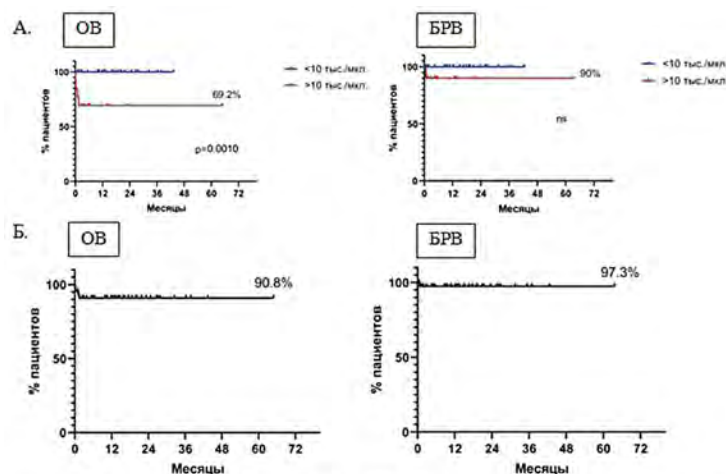 А.
ОВ
<10 тыс./мкл.
>10 тыс./мкл.
69.2%
p=0.0010
% пациентов
100
50
0
0 12 24 36 48 60 72
Месяцы
БРВ
<10 тыс./мкл.
>10 тыс./мкл.
90%
ns
% пациентов
100
50
0
0 12 24 36 48 60 72
Месяцы
Б.
ОВ
90.8%
% пациентов
100
50
0
0 12 24 36 48 60 72
Месяцы
БРВ
97.3%
% пациентов
100
50
0
0 12 24 36 48 60 72
Месяцы